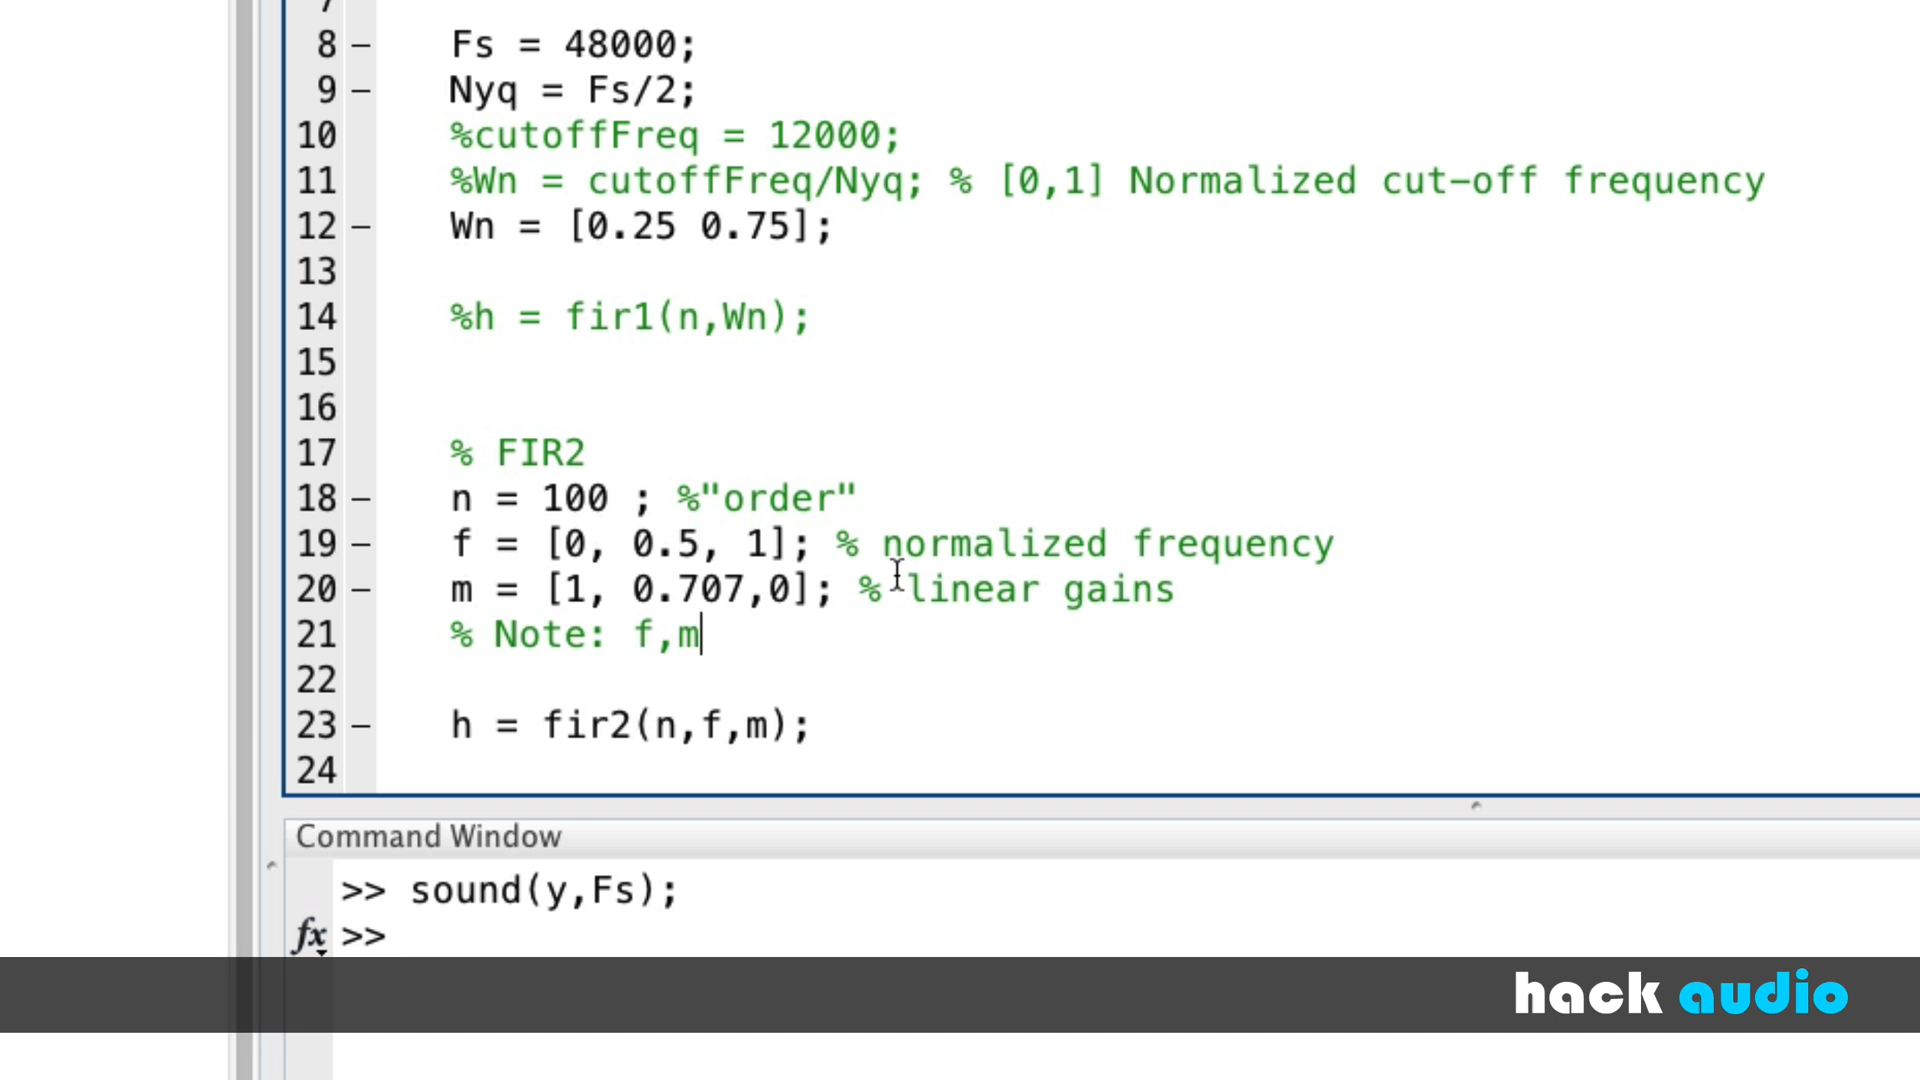 7
8 – Fs = 48000;
9 – Nyq = Fs/2;
10 %cutoffFreq = 12000;
11 %Wn = cutoffFreq/Nyq; % [0,1] Normalized cut-off frequency
12 – Wn = [0.25 0.75];
13
14 %h = fir1(n,Wn);
15
16
17 % FIR2
18 – n = 100 ; %"order"
19 – f = [0, 0.5, 1]; % normalized frequency
20 – m = [1, 0.707,0]; % linear gains
21 % Note: f,m
22
23 – h = fir2(n,f,m);
24
Command Window
>> sound(y,Fs);
fx >>
hack audio